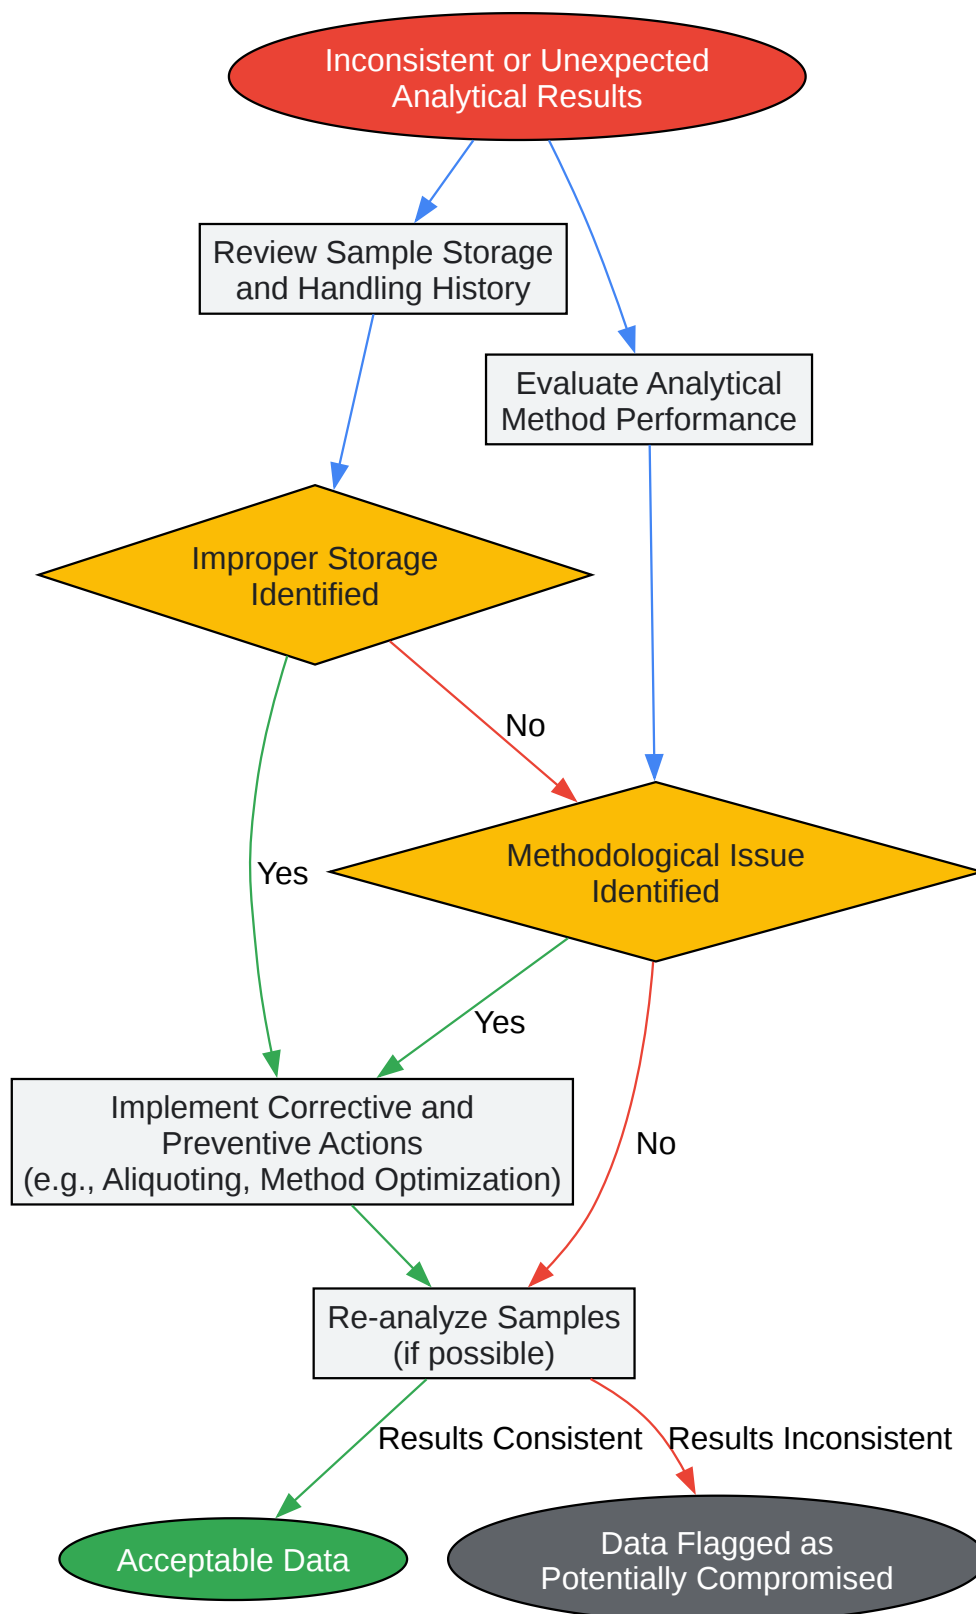 Inconsistent or Unexpected
Analytical Results
Review Sample Storage
and Handling History
Evaluate Analytical
Method Performance
Improper Storage
Identified
No
Methodological Issue
Identified
Yes
Yes
Implement Corrective and
Preventive Actions
(e.g., Aliquoting, Method Optimization)
No
Re-analyze Samples
(if possible)
Results Consistent
Results Inconsistent
Acceptable Data
Data Flagged as
Potentially Compromised